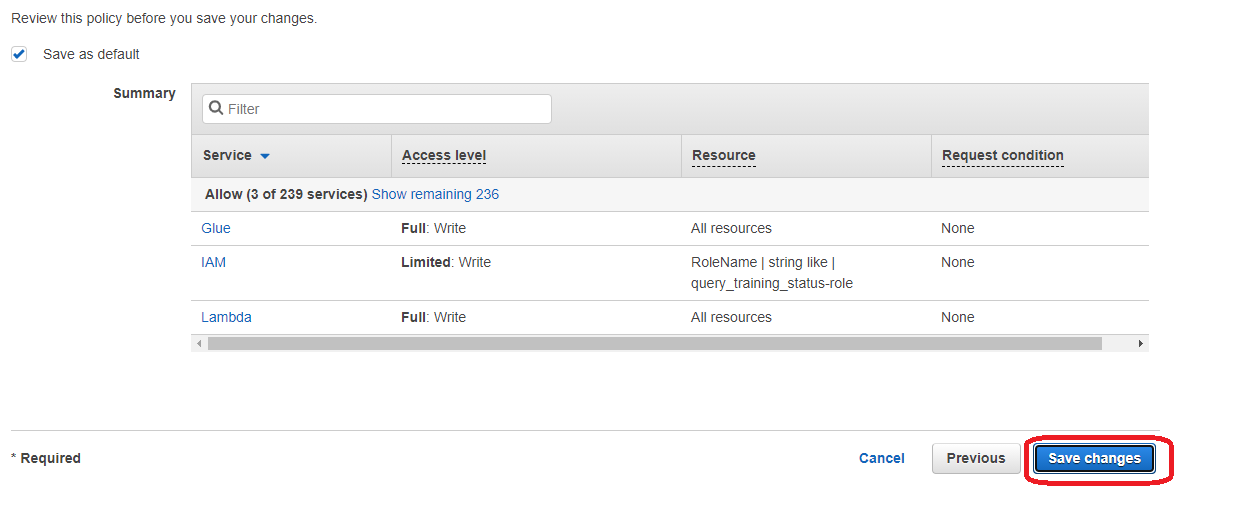 Review this policy before you save your changes.
Save as default
Summary
Filter
Service Access level Resource Request condition
Allow (3 of 239 services) Show remaining 236
Glue Full: Write All resources None
IAM Limited: Write RoleName | string like | None
query_training_status-role
Lambda Full: Write All resources None
* Required Cancel Previous Save changes